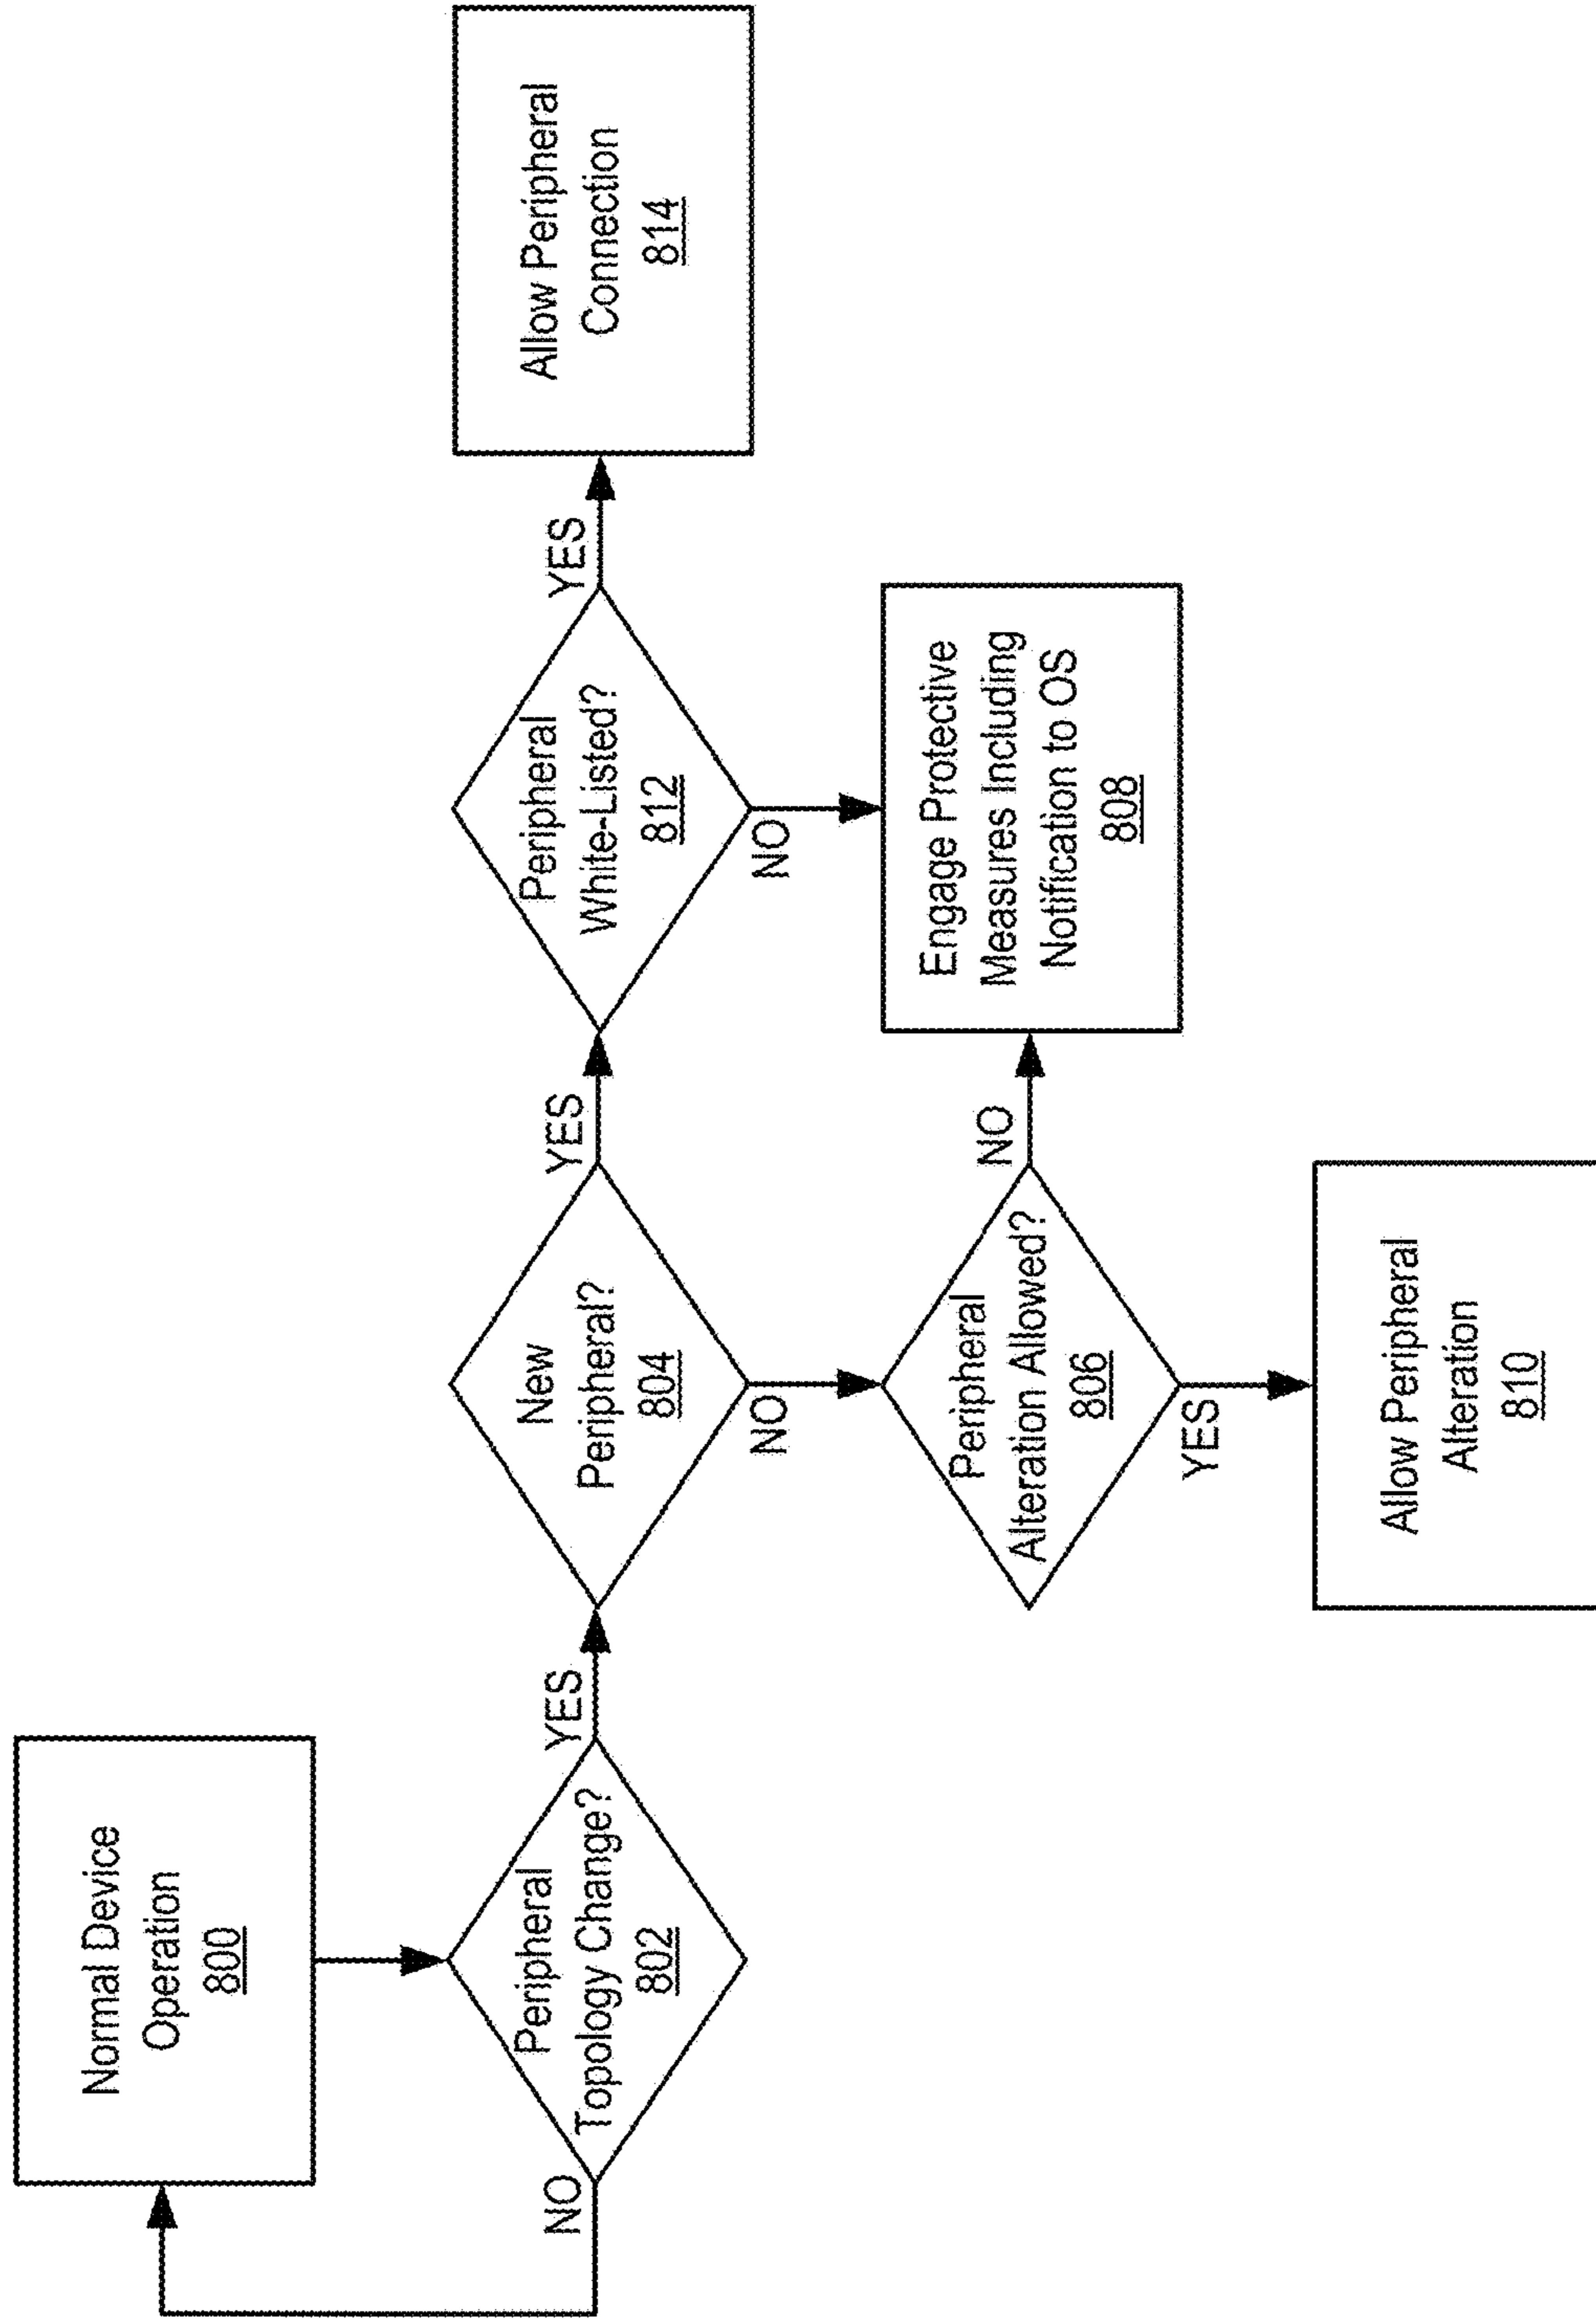 Normal Device
Operation
800
Peripheral
Topology Change?
802
NO
YES
New
Peripheral?
804
YES
NO
Peripheral
White-Listed?
812
YES
NO
Allow Peripheral
Connection
814
Peripheral
Alteration Allowed?
806
NO
YES
Engage Protective
Measures Including
Notification to OS
808
Allow Peripheral
Alteration
810